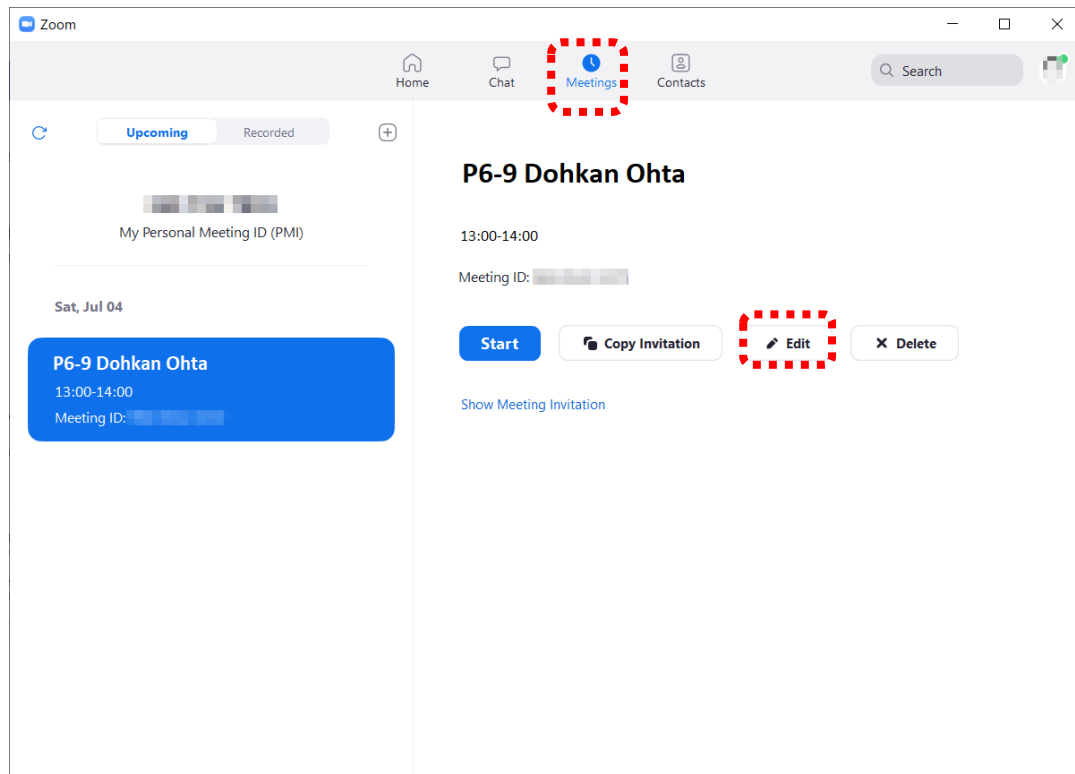 Zoom
Home
Chat
Meetings
Contacts
Search
Upcoming
Recorded
My Personal Meeting ID (PMI)
Sat, Jul 04
P6-9 Dohkan Ohta
13:00-14:00
Meeting ID:
P6-9 Dohkan Ohta
13:00-14:00
Meeting ID:
Start
Copy Invitation
Edit
Delete
Show Meeting Invitation